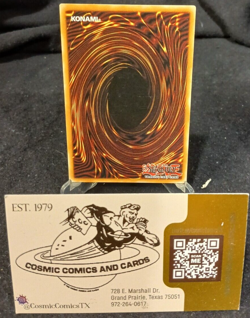 KONAMI
EST. 1979
COSMIC COMICS AND CARDS
728 E. Marshall Dr.
Grand Prairie, Texas 75051
972-264-0817
@CosmicComicsTX